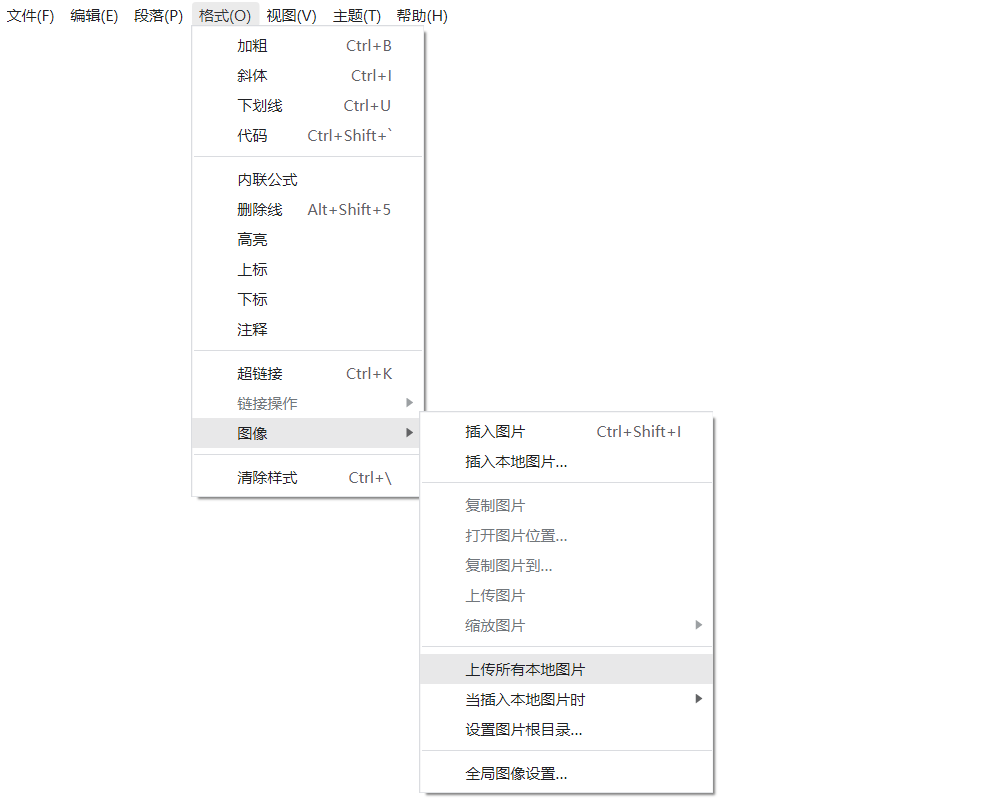 文件(F) 编辑(E) 段落(P) 格式(O) 视图(V) 主题(T) 帮助(H)
加粗 Ctrl+B
斜体 Ctrl+I
下划线 Ctrl+U
代码 Ctrl+Shift+`
内联公式
删除线 Alt+Shift+5
高亮
上标
下标
注释
超链接 Ctrl+K
链接操作
图像
清除样式 Ctrl+\
插入图片 Ctrl+Shift+I
插入本地图片...
复制图片
打开图片位置...
复制图片到...
上传图片
缩放图片
上传所有本地图片
当插入本地图片时
设置图片根目录...
全局图像设置...